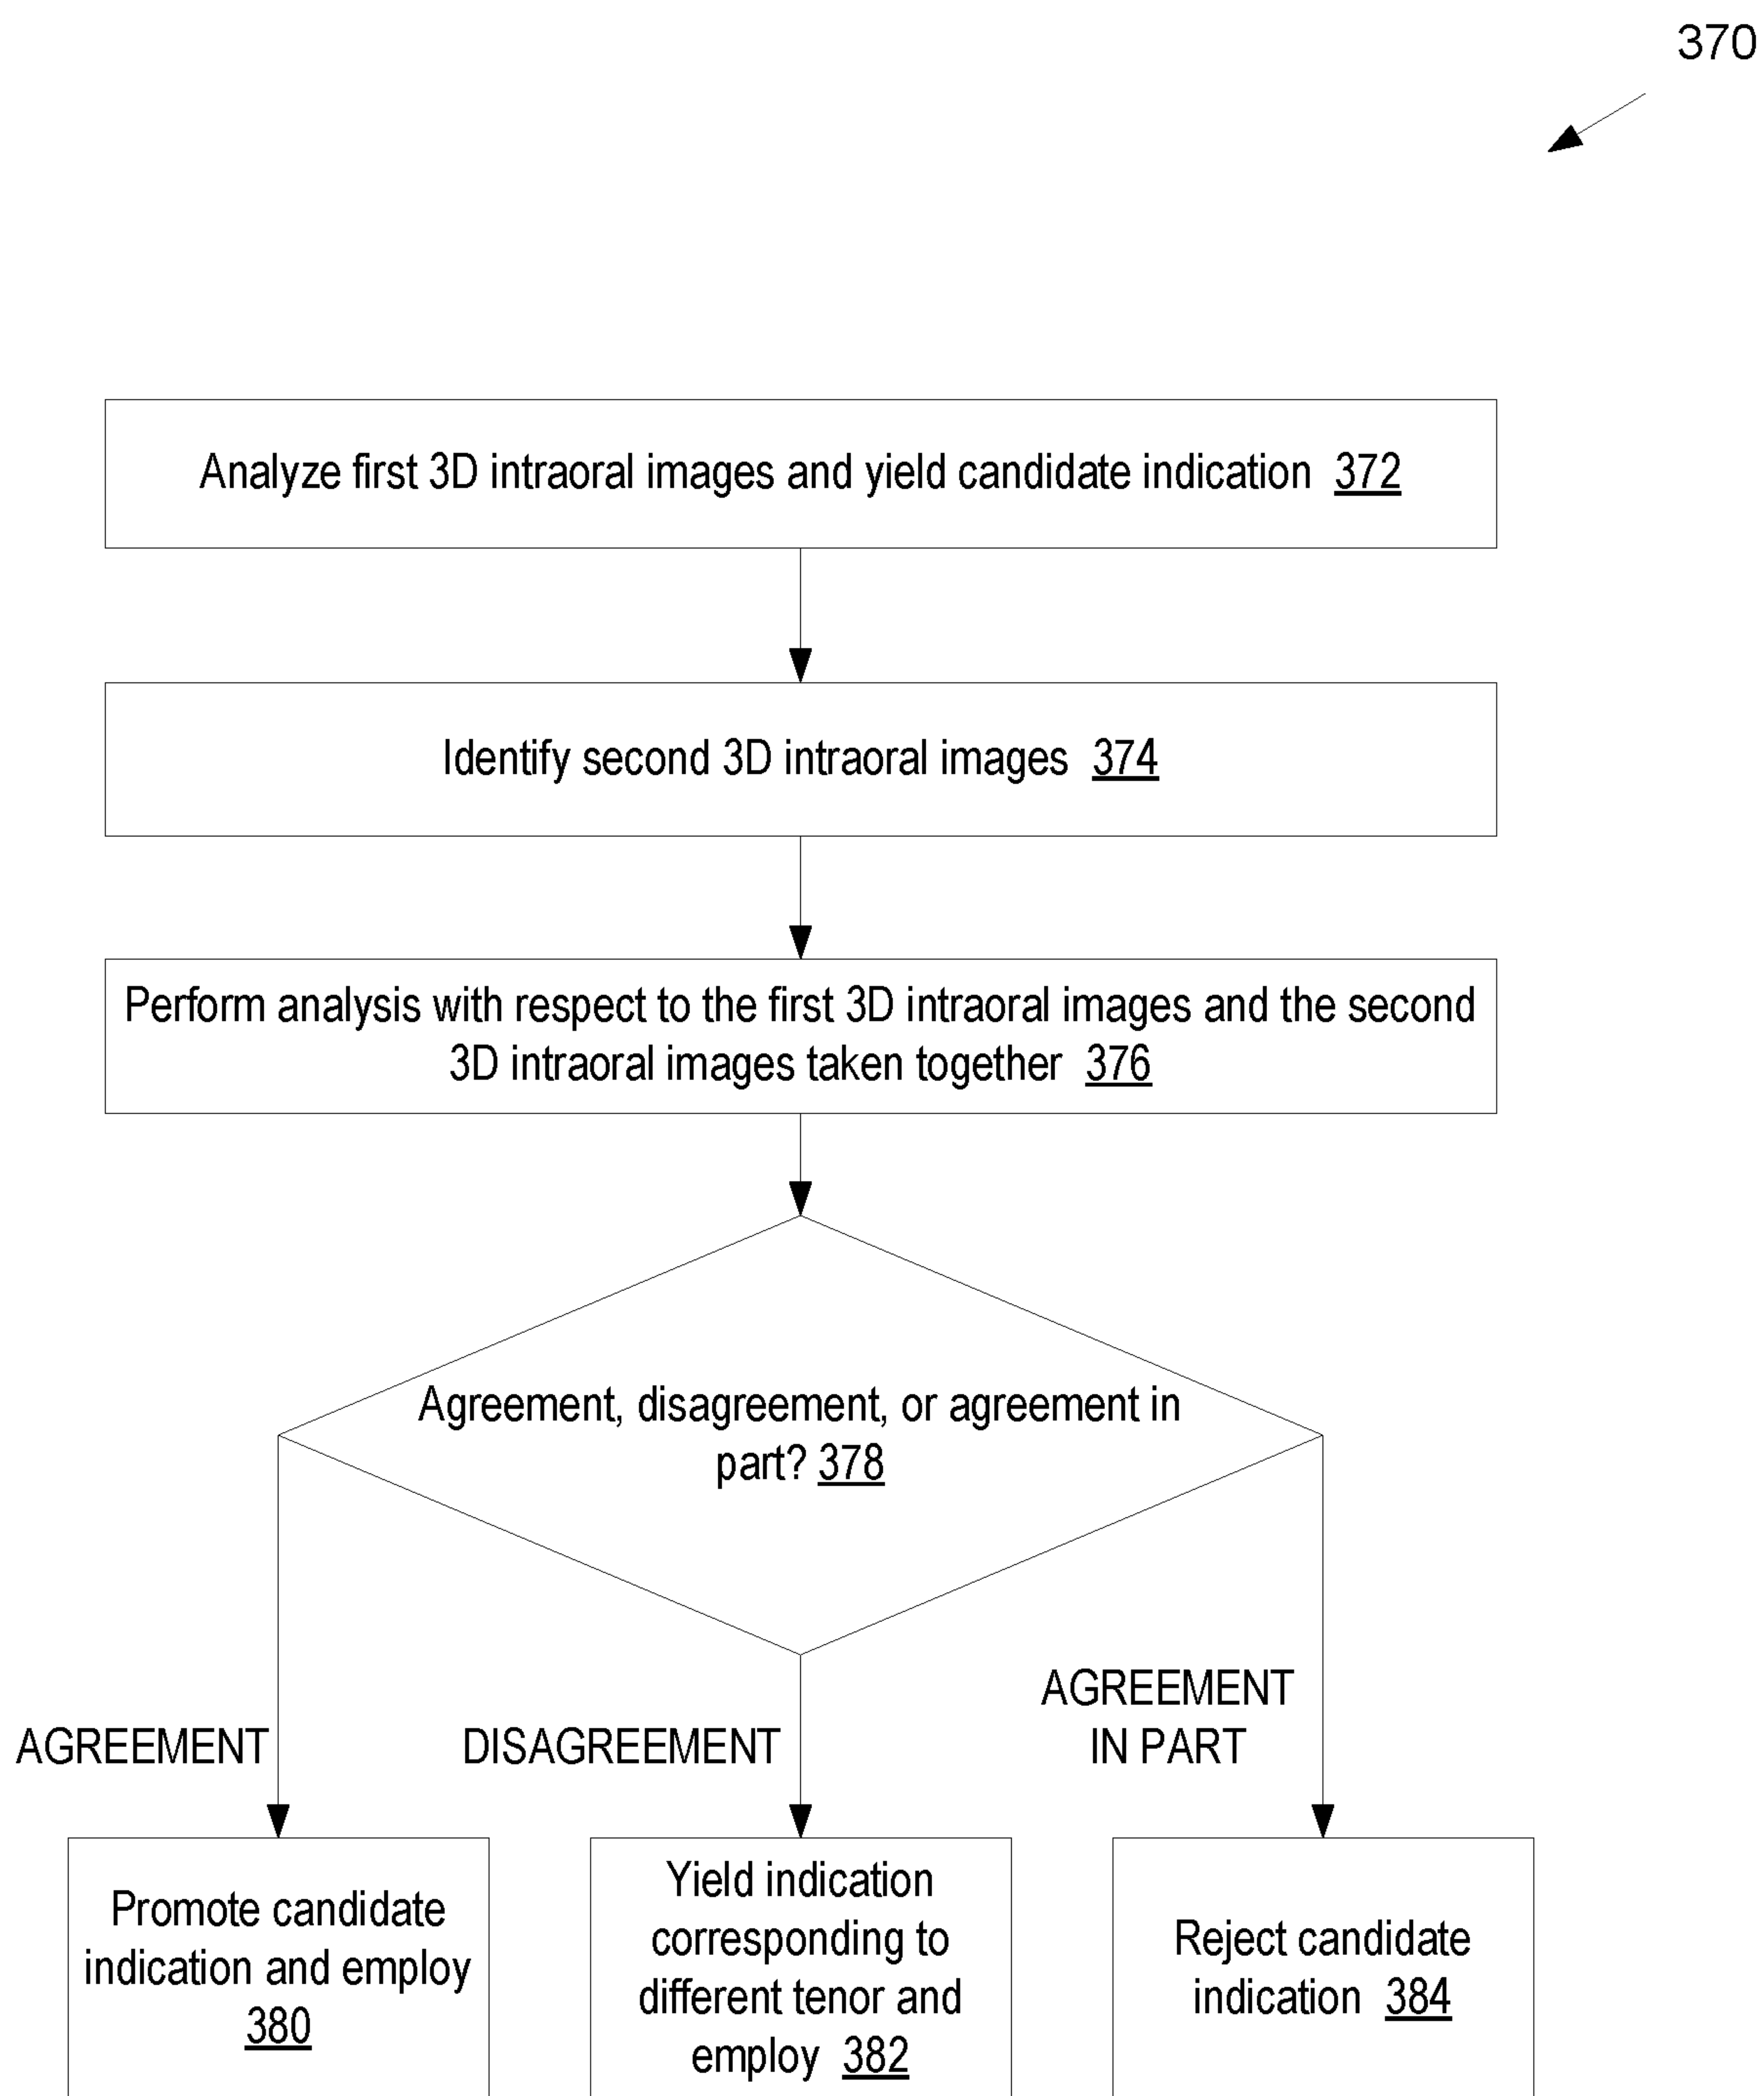 370
Analyze first 3D intraoral images and yield candidate indication 372
Identify second 3D intraoral images 374
Perform analysis with respect to the first 3D intraoral images and the second
3D intraoral images taken together 376
Agreement, disagreement, or agreement in
part? 378
AGREEMENT
DISAGREEMENT
AGREEMENT
IN PART
Promote candidate
indication and employ
380
Yield indication
corresponding to
different tenor and
employ 382
Reject candidate
indication 384